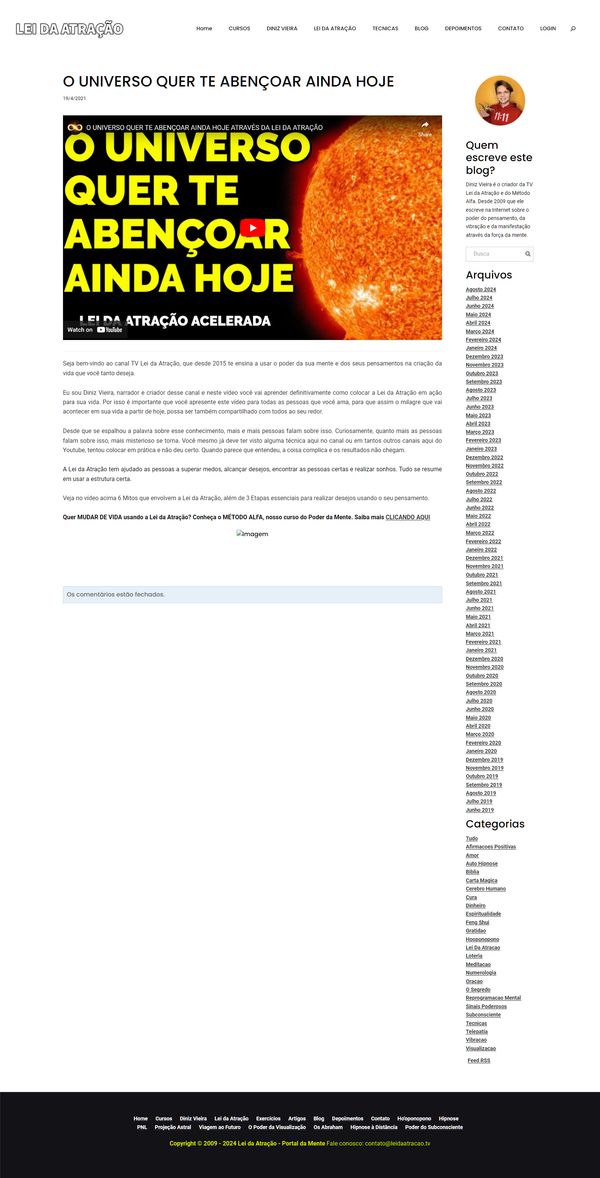 LEI DA ATRAÇÃO
Home CURSOS DINIZ VIEIRA LEI DA ATRAÇÃO TECNICAS BLOG DEPOIMENTOS CONTATO LOGIN
O UNIVERSO QUER TE ABENÇOAR AINDA HOJE
19/4/2021
O UNIVERSO QUER TE ABENÇOAR AINDA HOJE ATRAVÉS DA LEI DA ATRAÇÃO
Share
O UNIVERSO
QUER TE
ABENÇOAR
AINDA HOJE
LEI DA ATRAÇÃO ACELERADA
Watch on YouTube
Seja bem-vindo ao canal TV Lei da Atração, que desde 2015 te ensina a usar o poder da sua mente e dos seus pensamentos na criação da
vida que você tanto deseja.
Eu sou Diniz Vieira, narrador e criador desse canal e neste vídeo você vai aprender definitivamente como colocar a Lei da Atração em ação
para sua vida. Por isso é importante que você apresente este vídeo para todas as pessoas que você ama, para que assim o milagre que vai
acontecer em sua vida a partir de hoje, possa ser também compartilhado com todos ao seu redor.
Desde que se espalhou a palavra sobre esse conhecimento, mais e mais pessoas falam sobre isso. Curiosamente, quanto mais as pessoas
falam sobre isso, mais misterioso se torna. Você mesmo já deve ter visto alguma técnica aqui no canal ou em tantos outros canais aqui do
Youtube, tentou colocar em prática e não deu certo. Quando parece que entendeu, a coisa complica e os resultados não chegam.
A Lei da Atração tem ajudado as pessoas a superar medos, alcançar desejos, encontrar as pessoas certas e realizar sonhos. Tudo se resume
em usar a estrutura certa.
Veja no vídeo acima 6 Mitos que envolvem a Lei da Atração, além de 3 Etapas essenciais para realizar desejos usando o seu pensamento.
Quer MUDAR DE VIDA usando a Lei da Atração? Conheça o MÉTODO ALFA, nosso curso do Poder da Mente. Saiba mais CLICANDO AQUI
Imagem
Os comentários estão fechados.
11:11
Quem
escreve este
blog?
Diniz Vieira é o criador da TV
Lei da Atração e do Método
Alfa. Desde 2009 que ele
escreve na Internet sobre o
poder do pensamento, da
vibração e da manifestação
através da força da mente.
Busca
Arquivos
Agosto 2024
Julho 2024
Junho 2024
Maio 2024
Abril 2024
Março 2024
Fevereiro 2024
Janeiro 2024
Dezembro 2023
Novembro 2023
Outubro 2023
Setembro 2023
Agosto 2023
Julho 2023
Junho 2023
Maio 2023
Abril 2023
Março 2023
Fevereiro 2023
Janeiro 2023
Dezembro 2022
Novembro 2022
Outubro 2022
Setembro 2022
Agosto 2022
Julho 2022
Junho 2022
Maio 2022
Abril 2022
Março 2022
Fevereiro 2022
Janeiro 2022
Dezembro 2021
Novembro 2021
Outubro 2021
Setembro 2021
Agosto 2021
Julho 2021
Junho 2021
Maio 2021
Abril 2021
Março 2021
Fevereiro 2021
Janeiro 2021
Dezembro 2020
Novembro 2020
Outubro 2020
Setembro 2020
Agosto 2020
Julho 2020
Junho 2020
Maio 2020
Abril 2020
Março 2020
Fevereiro 2020
Janeiro 2020
Dezembro 2019
Novembro 2019
Outubro 2019
Setembro 2019
Agosto 2019
Julho 2019
Junho 2019
Categorias
Tudo
Afirmacoes Positivas
Amor
Auto Hipnose
Biblia
Carta Magica
Cerebro Humano
Cura
Dinheiro
Espiritualidade
Feng Shui
Gratidao
Hooponopono
Lei Da Atracao
Loteria
Meditacao
Numerologia
Oracao
O Segredo
Reprogramacao Mental
Sinais Poderosos
Subconsciente
Tecnicas
Telepatia
Vibracao
Visualizacao
Feed RSS
Home Cursos Diniz Vieira Lei da Atração Exercícios Artigos Blog Depoimentos Contato Ho'oponopono Hipnose
PNL Projeção Astral Viagem ao Futuro O Poder da Visualização Os Abraham Hipnose à Distância Poder do Subconsciente
Copyright © 2009 - 2024 Lei da Atração - Portal da Mente Fale conosco: contato@leidaatracao.tv